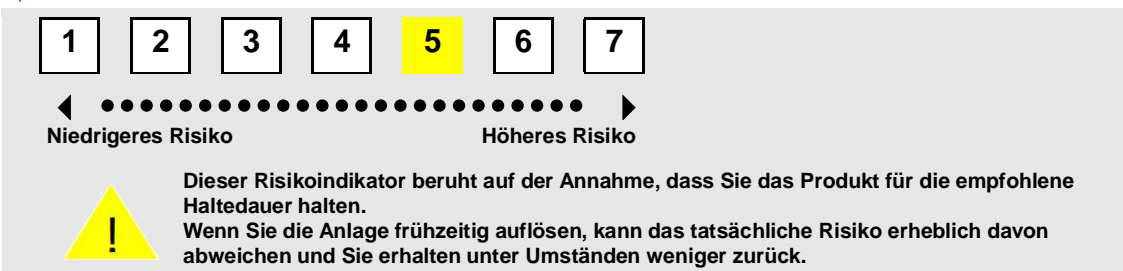 1 2 3 4 5 6 7
Niedrigeres Risiko Höheres Risiko
Dieser Risikoindikator beruht auf der Annahme, dass Sie das Produkt für die empfohlene
Haltedauer halten.
!
Wenn Sie die Anlage frühzeitig auflösen, kann das tatsächliche Risiko erheblich davon
abweichen und Sie erhalten unter Umständen weniger zurück.